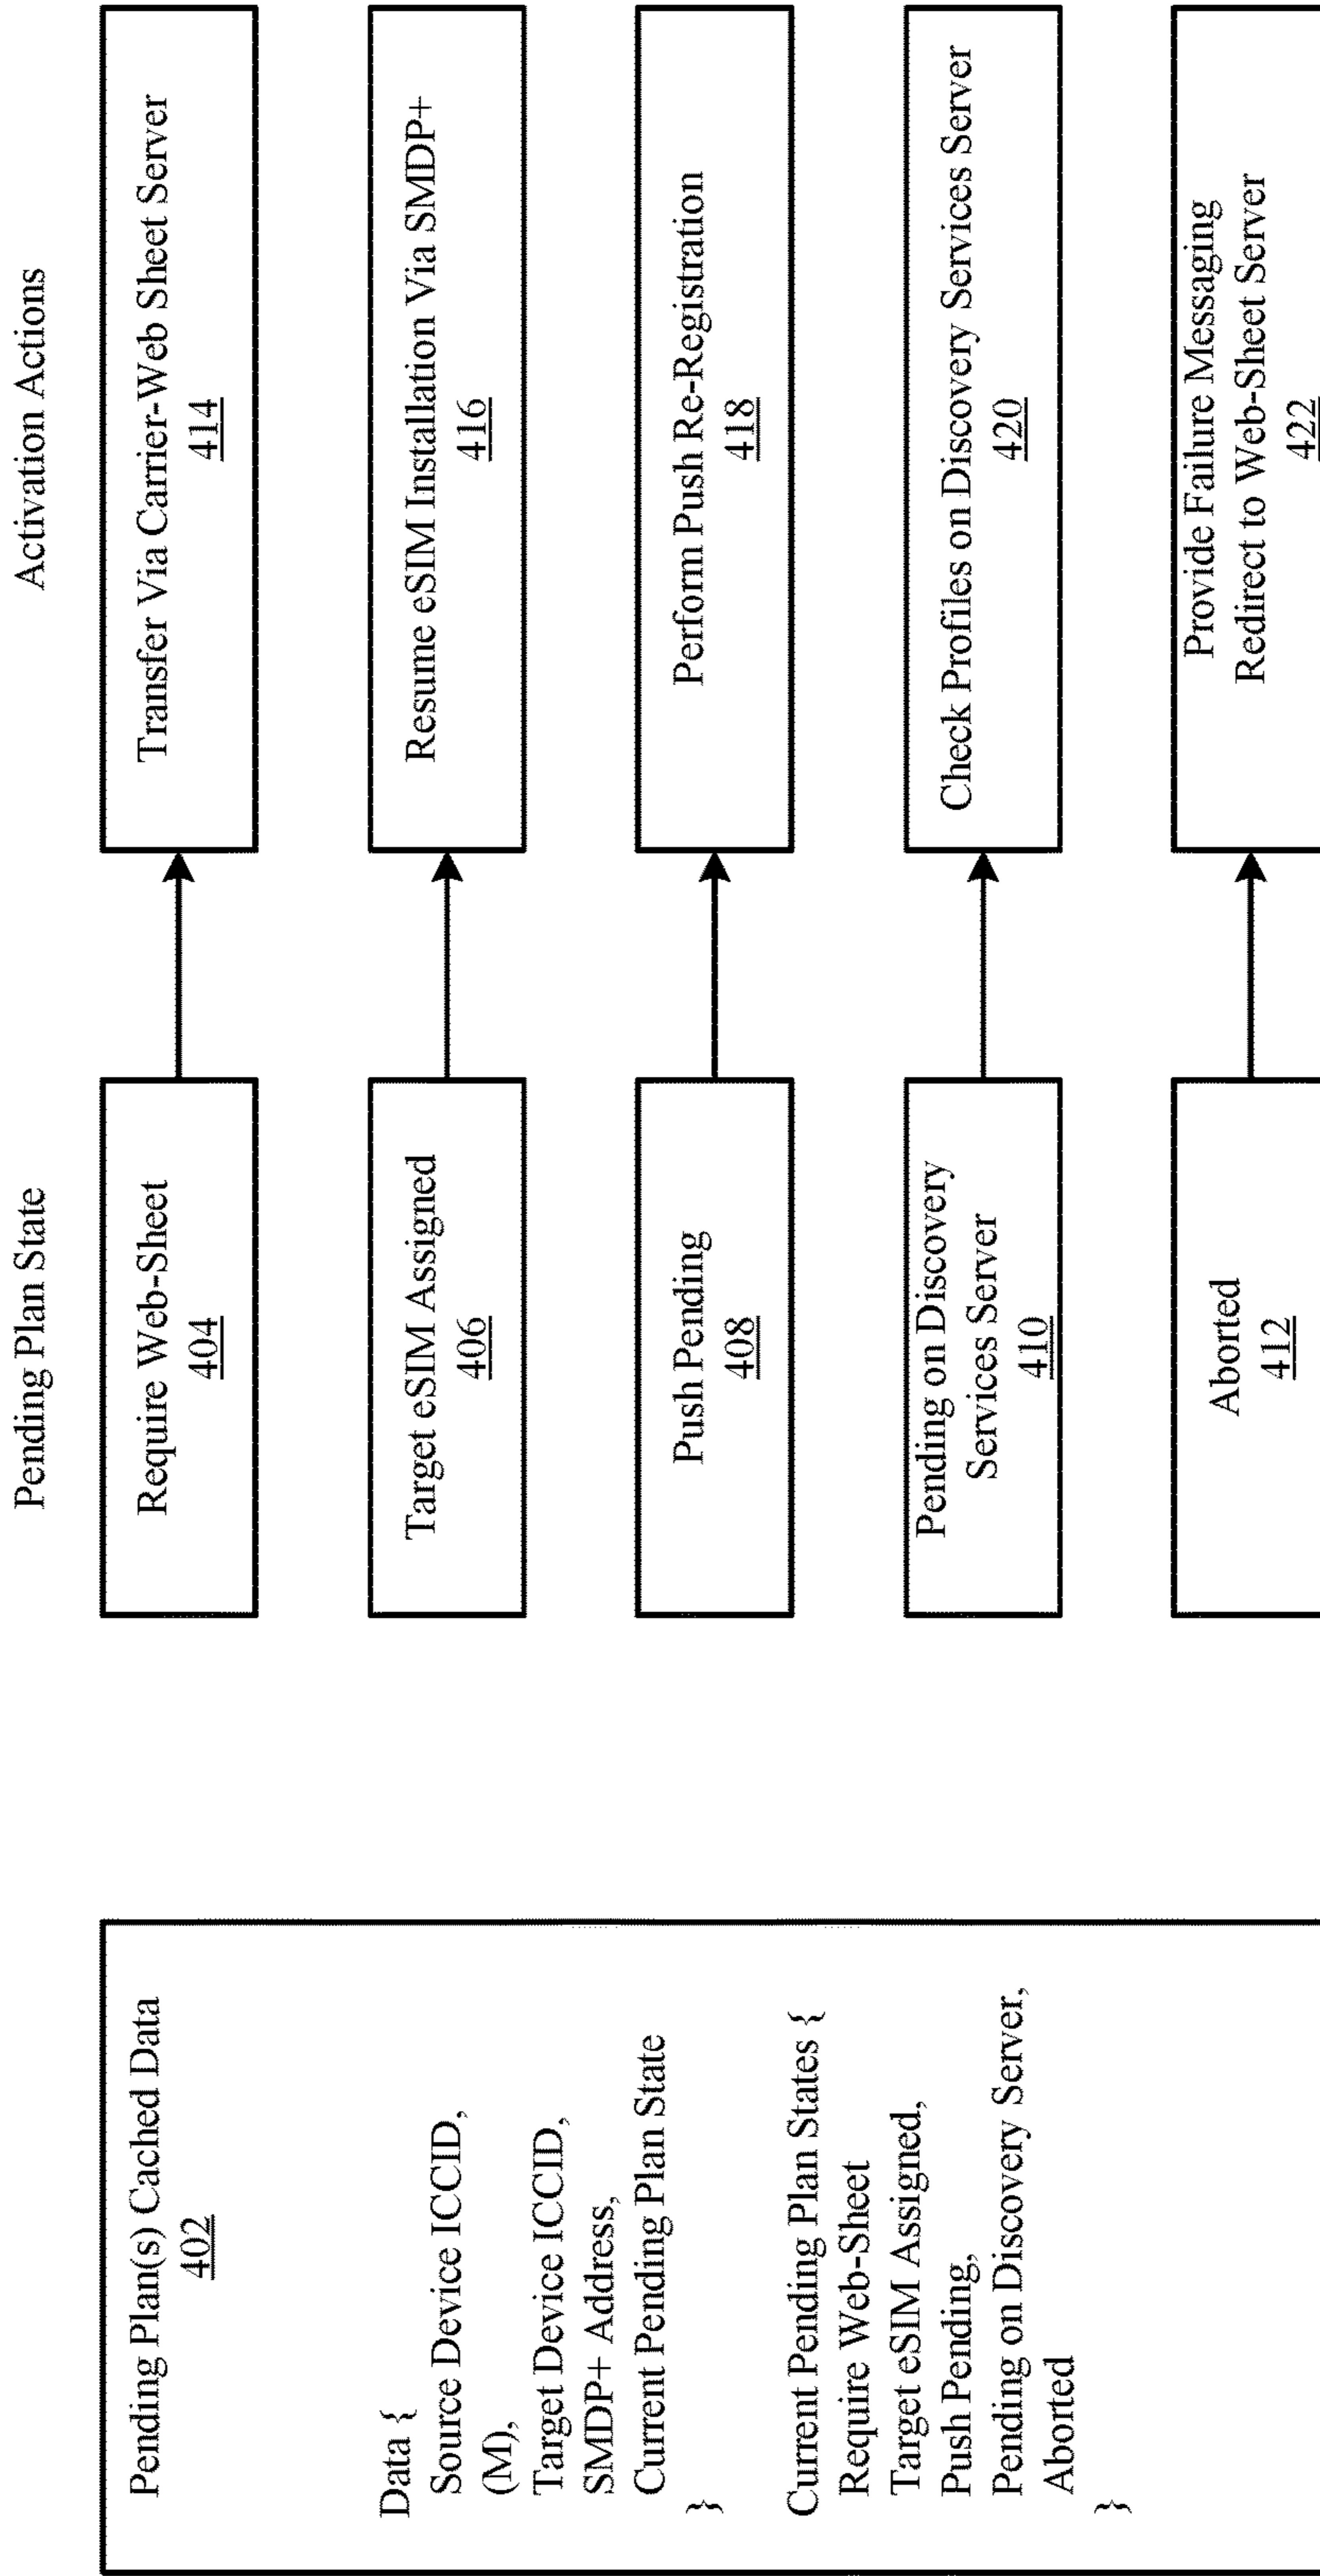 Pending Plan(s) Cached Data
402
Data {
Source Device ICCID,
(M),
Target Device ICCID,
SMDP+ Address,
Current Pending Plan State
}
Current Pending Plan States {
Require Web-Sheet
Target eSIM Assigned,
Push Pending,
Pending on Discovery Server,
Aborted
}
Pending Plan State
Require Web-Sheet
404
Target eSIM Assigned
406
Push Pending
408
Pending on Discovery
Services Server
410
Aborted
412
Activation Actions
Transfer Via Carrier-Web Sheet Server
414
Resume eSIM Installation Via SMDP+
416
Perform Push Re-Registration
418
Check Profiles on Discovery Services Server
420
Provide Failure Messaging
Redirect to Web-Sheet Server
422